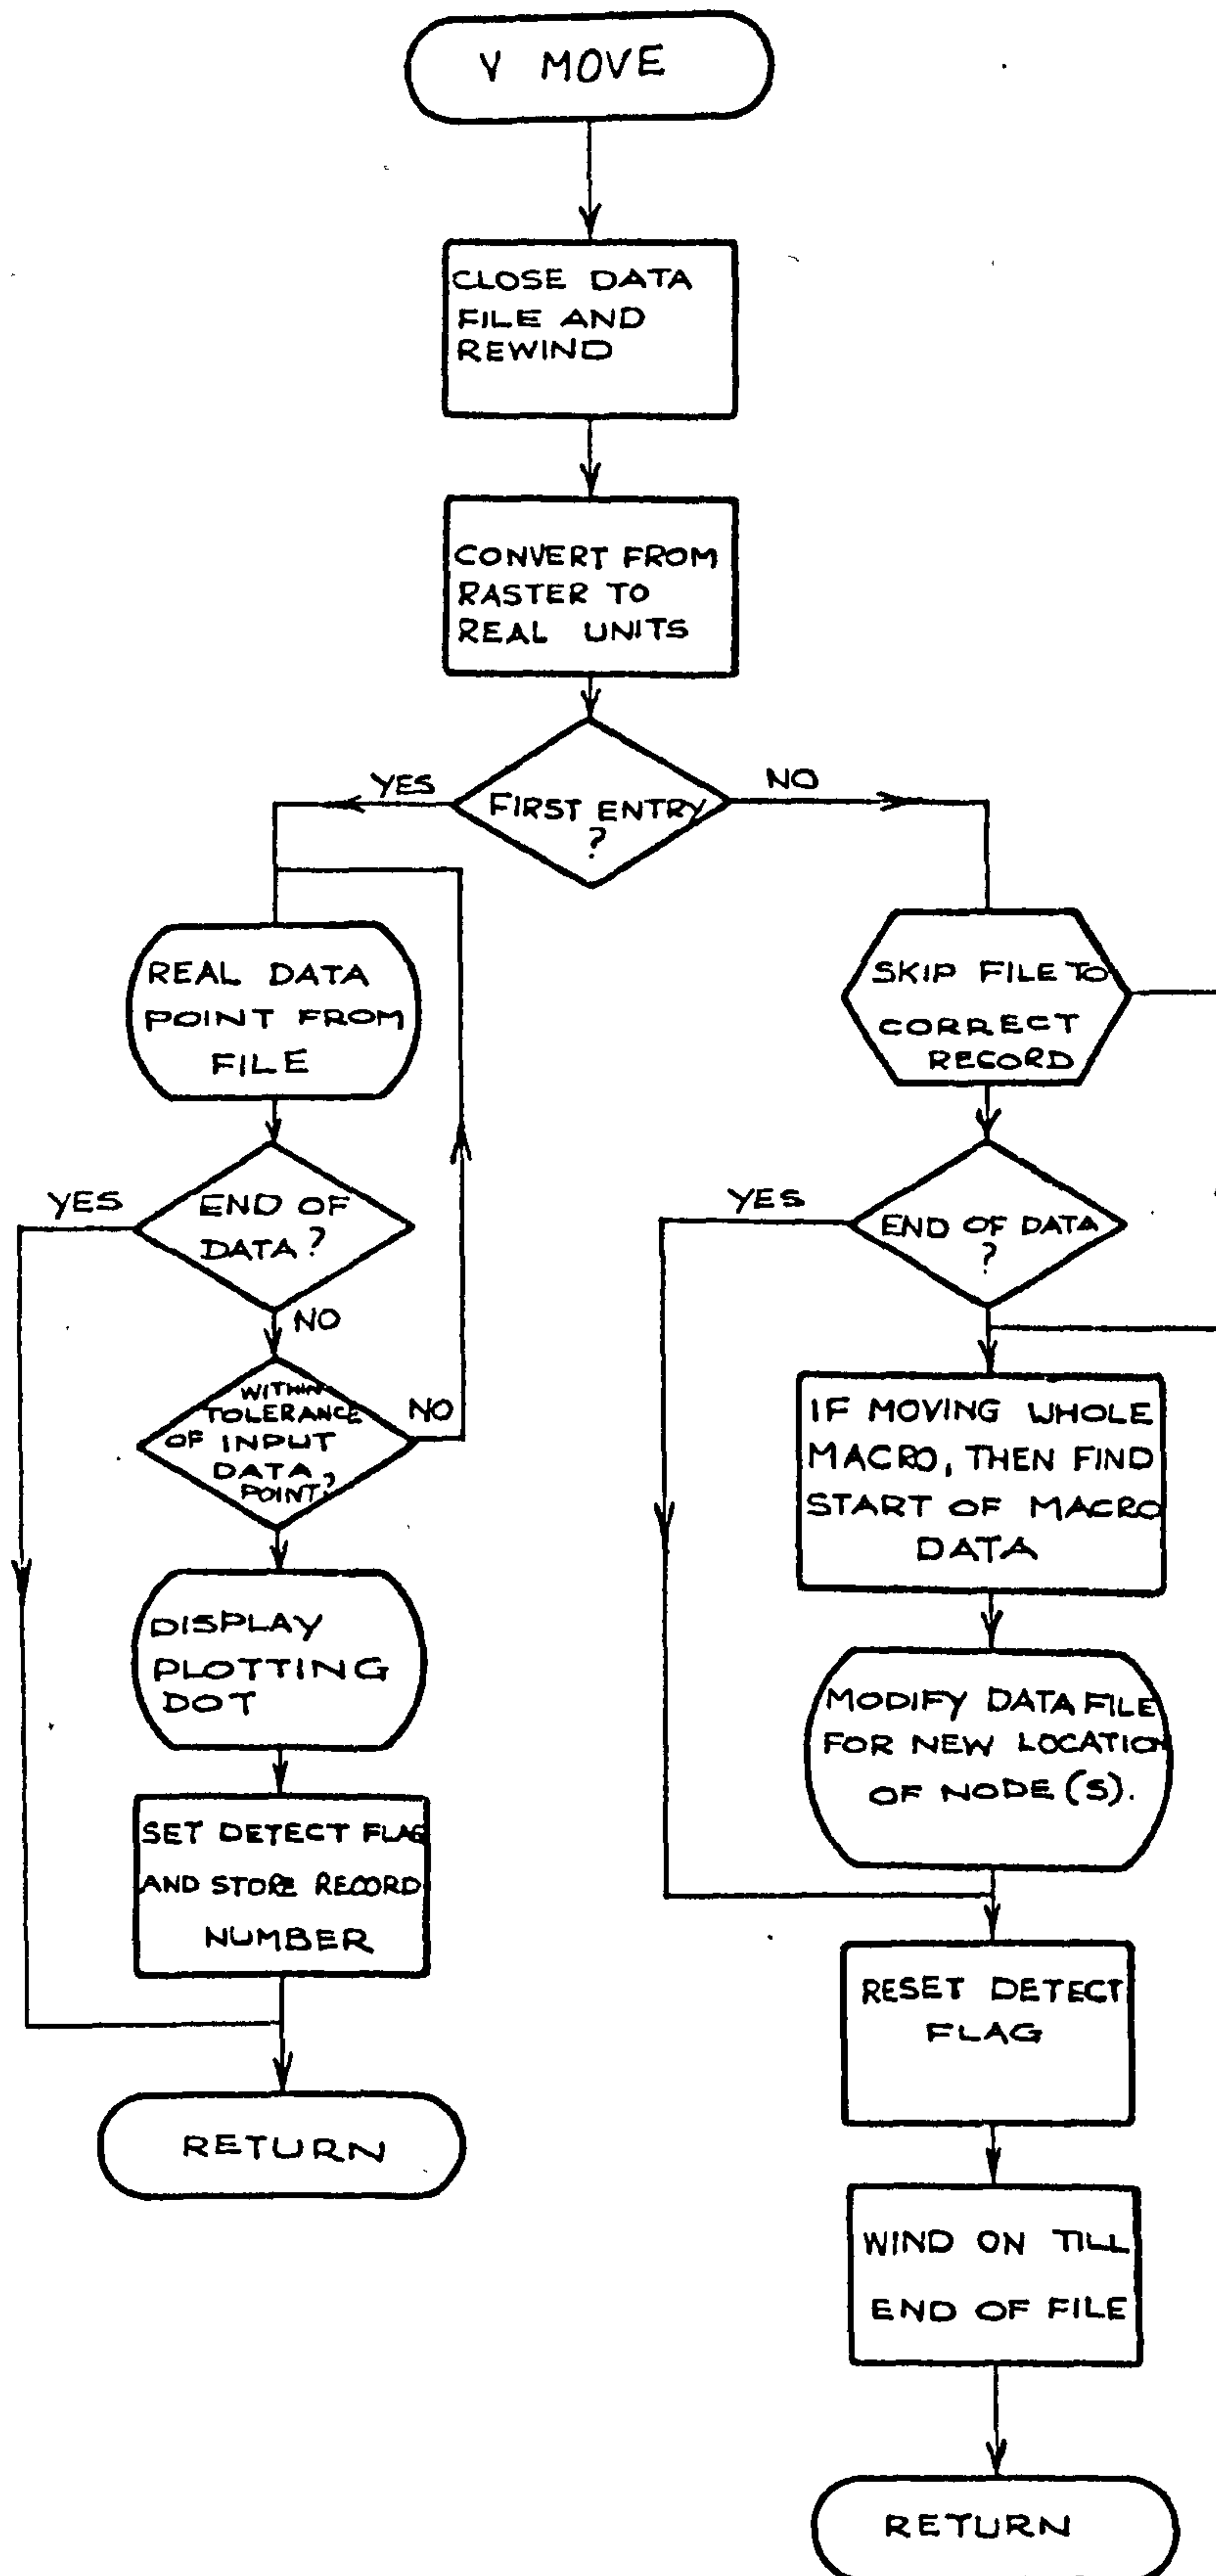 V MOVE
CLOSE DATA
FILE AND
REWIND
CONVERT FROM
RASTER TO
REAL UNITS
FIRST ENTRY
?
YES
NO
REAL DATA
POINT FROM
FILE
END OF
DATA?
YES
NO
WITHIN
TOLERANCE
OF INPUT
DATA
POINT?
NO
DISPLAY
PLOTTING
DOT
SET DETECT FLAG
AND STORE RECORD
NUMBER
RETURN
SKIP FILE TO
CORRECT
RECORD
END OF DATA
?
YES
IF MOVING WHOLE
MACRO, THEN FIND
START OF MACRO
DATA
MODIFY DATA FILE
FOR NEW LOCATION
OF NODE(S).
RESET DETECT
FLAG
WIND ON TILL
END OF FILE
RETURN